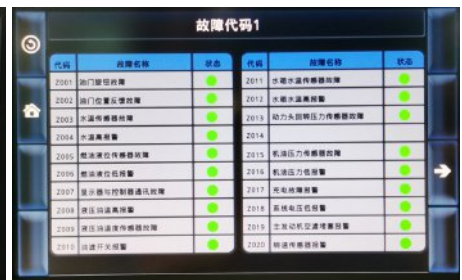 故障代码1
代码 故障名称 状态
2001 油门旋钮故障
2002 油门位置反馈故障
2003 水温传感器故障
2004 水温高报警
2005 燃油液位传感器故障
2006 燃油液位低报警
2007 显示器与控制器通讯故障
2008 液压油温高报警
2009 液压油温度传感器故障
2010 油滤开关报警
代码 故障名称 状态
2011 水箱水温传感器故障
2012 水箱水温高报警
2013 动力头回转压力传感器故障
2014
2015 机油压力传感器故障
2016 机油压力低报警
2017 充电故障报警
2018 系统电压低报警
2019 主发动机空滤堵塞报警
2020 转速传感器故障